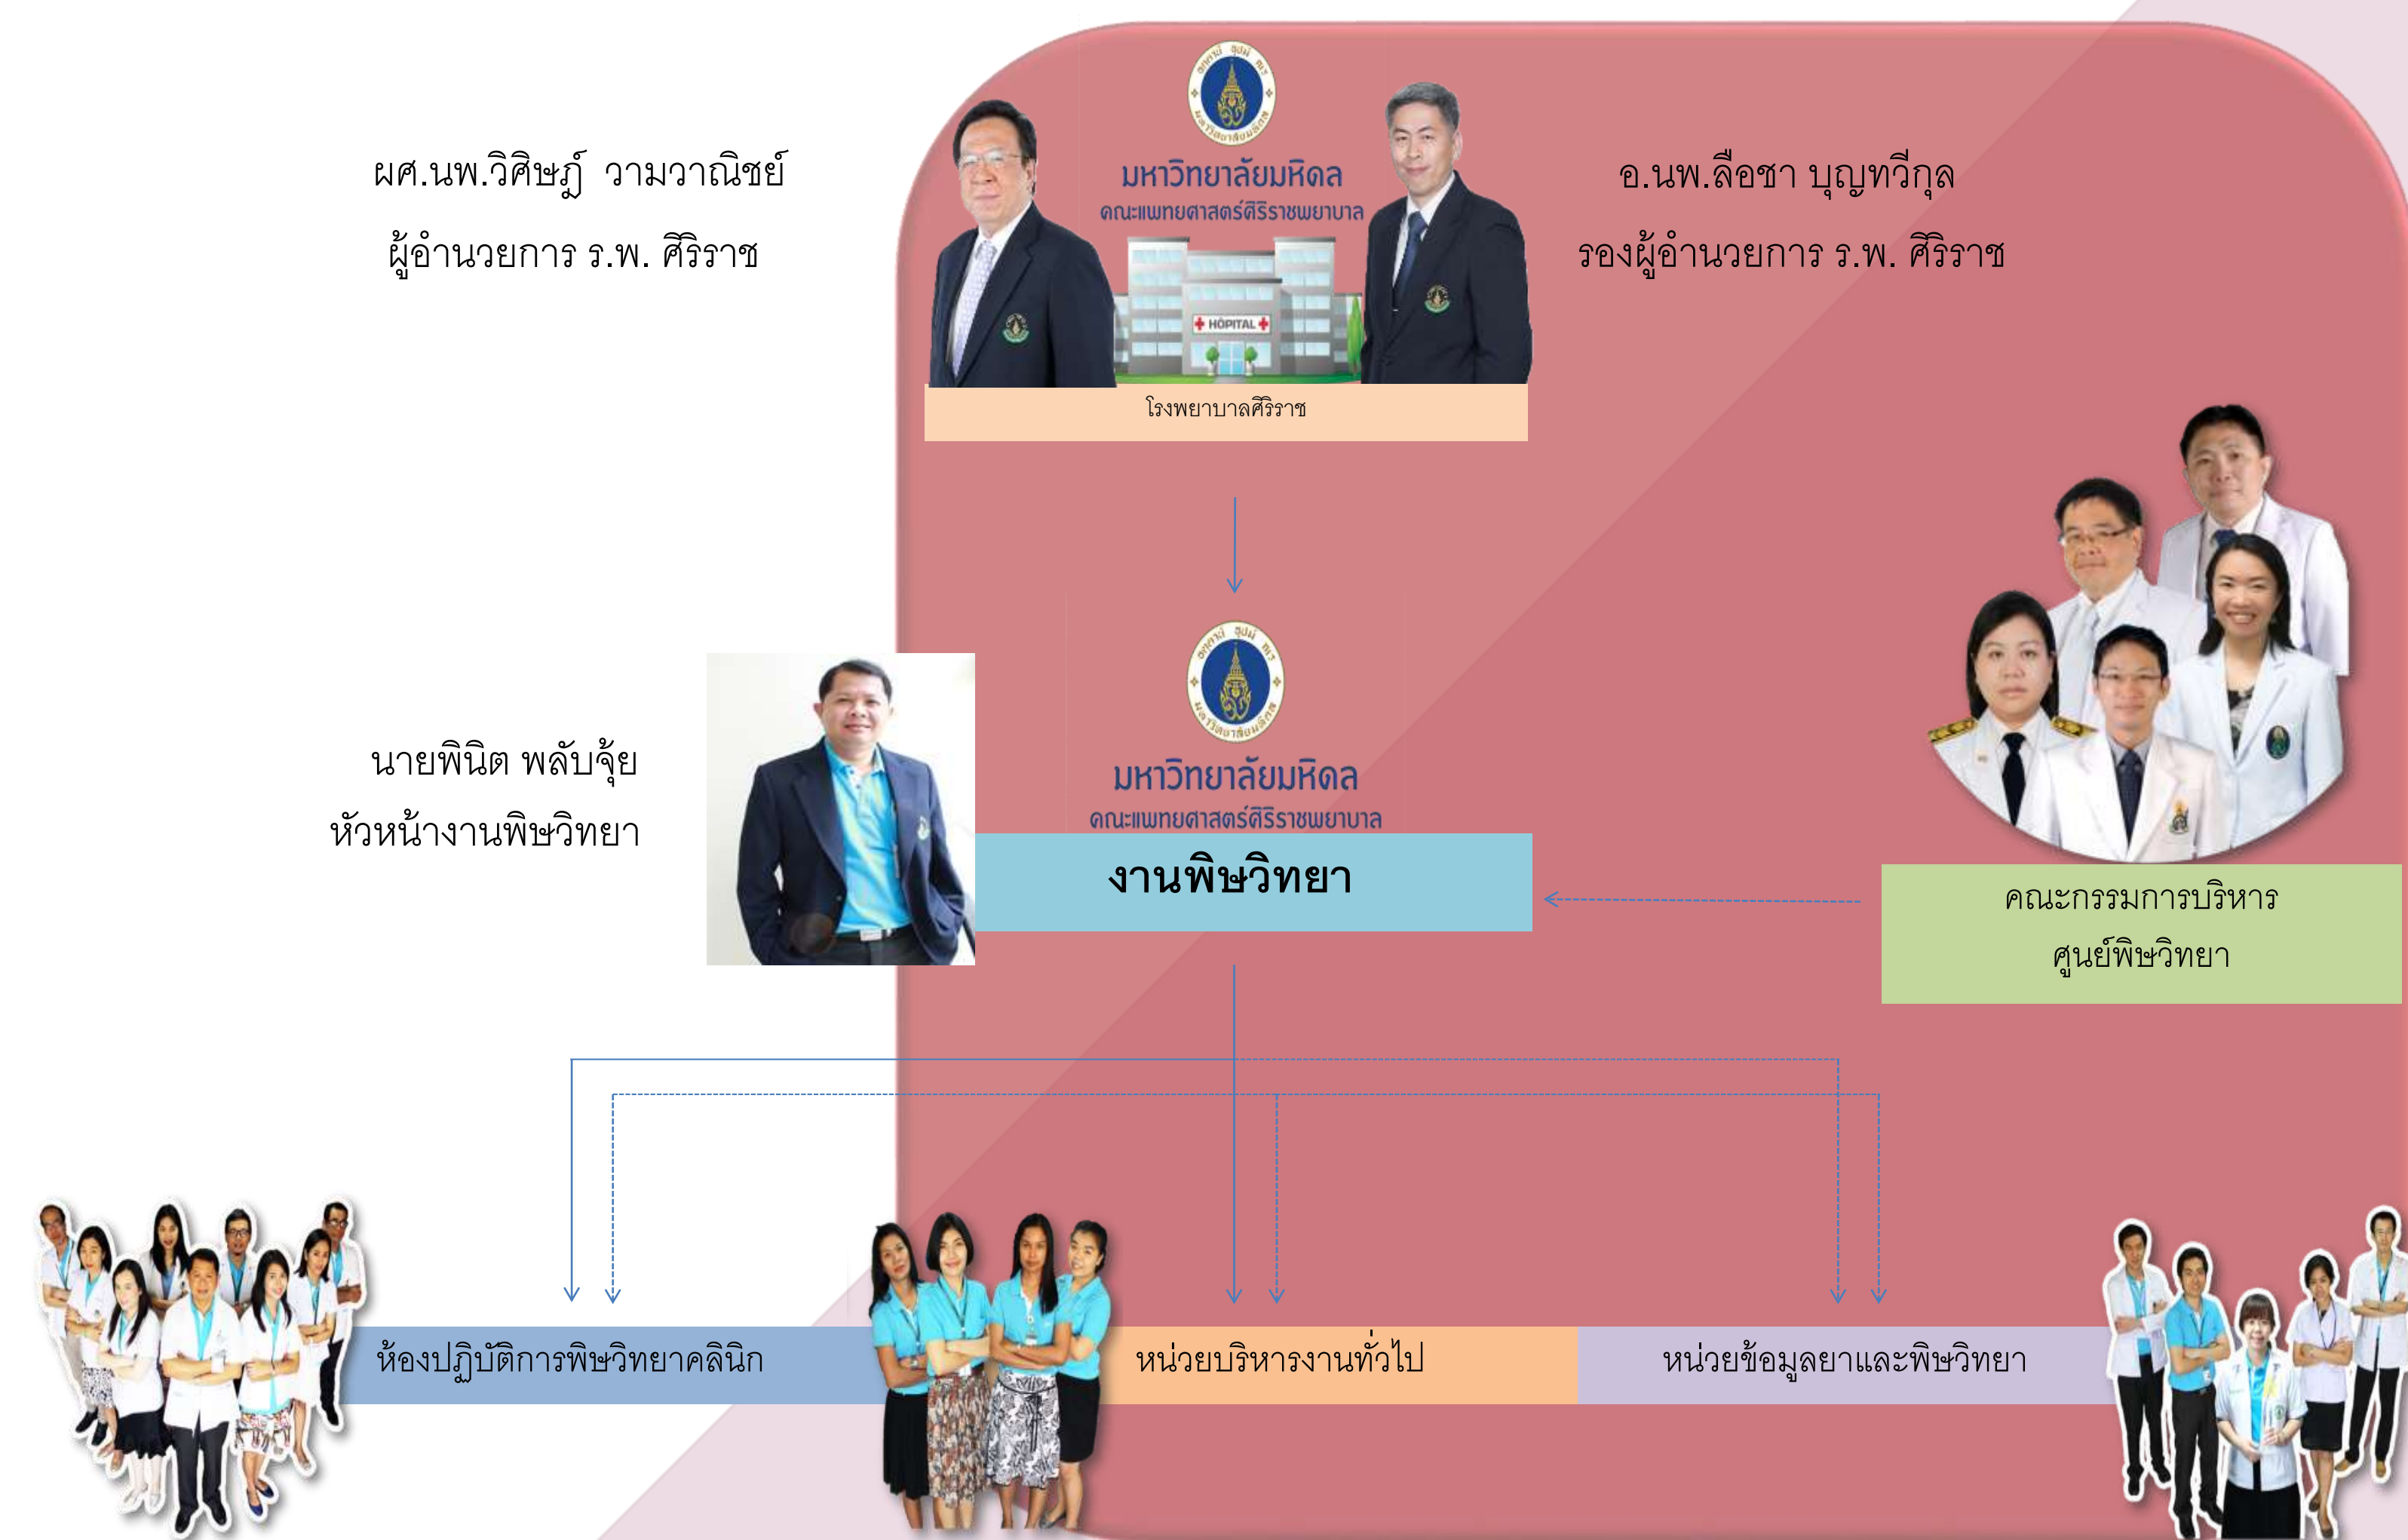 มหาวิทยาลัยมหิดล
คณะแพทยศาสตร์ศิริราชพยาบาล
ผศ.นพ.วิศิษฎ์ วามวาณิชย์
ผู้อำนวยการ ร.พ. ศิริราช
อ.นพ.ลือชา บุญทวีกุล
รองผู้อำนวยการ ร.พ. ศิริราช
HÔPITAL
โรงพยาบาลศิริราช
มหาวิทยาลัยมหิดล
คณะแพทยศาสตร์ศิริราชพยาบาล
นายพินิต พลับจุ้ย
หัวหน้างานพิษวิทยา
งานพิษวิทยา
คณะกรรมการบริหาร
ศูนย์พิษวิทยา
ห้องปฏิบัติการพิษวิทยาคลินิก
หน่วยบริหารงานทั่วไป
หน่วยข้อมูลยาและพิษวิทยา